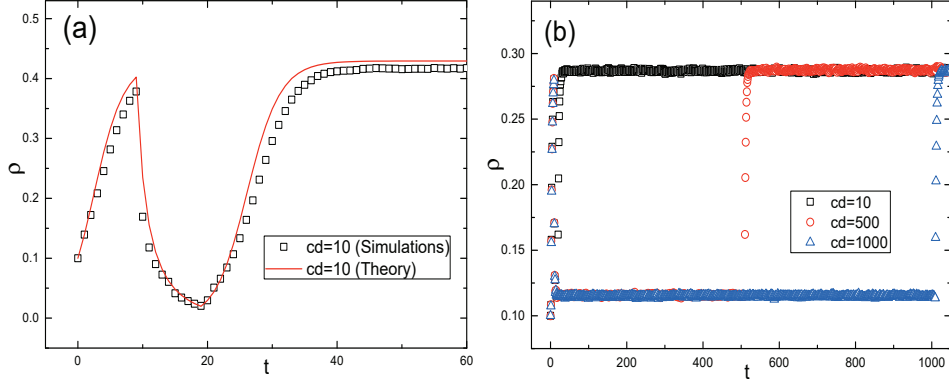 (a)
0.5
0.4
0.3
0.2
0.1
0.0
ρ
cd=10 (Simulations)
cd=10 (Theory)
0
20
40
60
t
(b)
0.30
0.25
0.20
0.15
0.10
ρ
cd=10
cd=500
cd=1000
0
200
400
600
800
1000
t